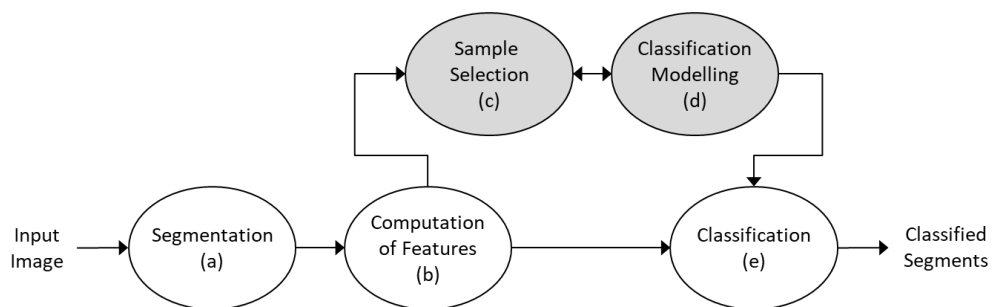 Sample
Selection
(c)
Classification
Modelling
(d)
Input
Image
Segmentation
(a)
Computation
of Features
(b)
Classification
(e)
Classified
Segments